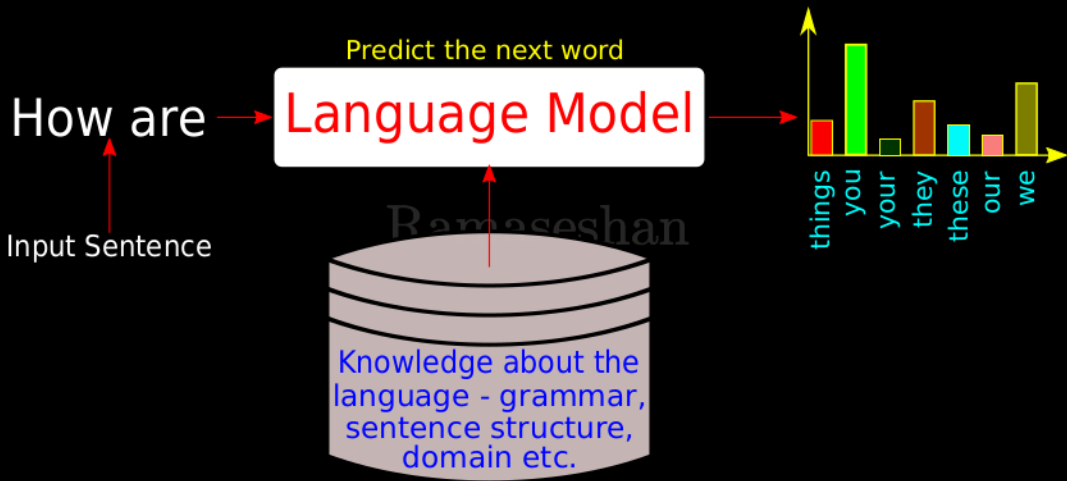 Predict the next word
How are
Language Model
Input Sentence
Ramaseshan
Knowledge about the
language - grammar,
sentence structure,
domain etc.
things
you
your
they
these
our
we